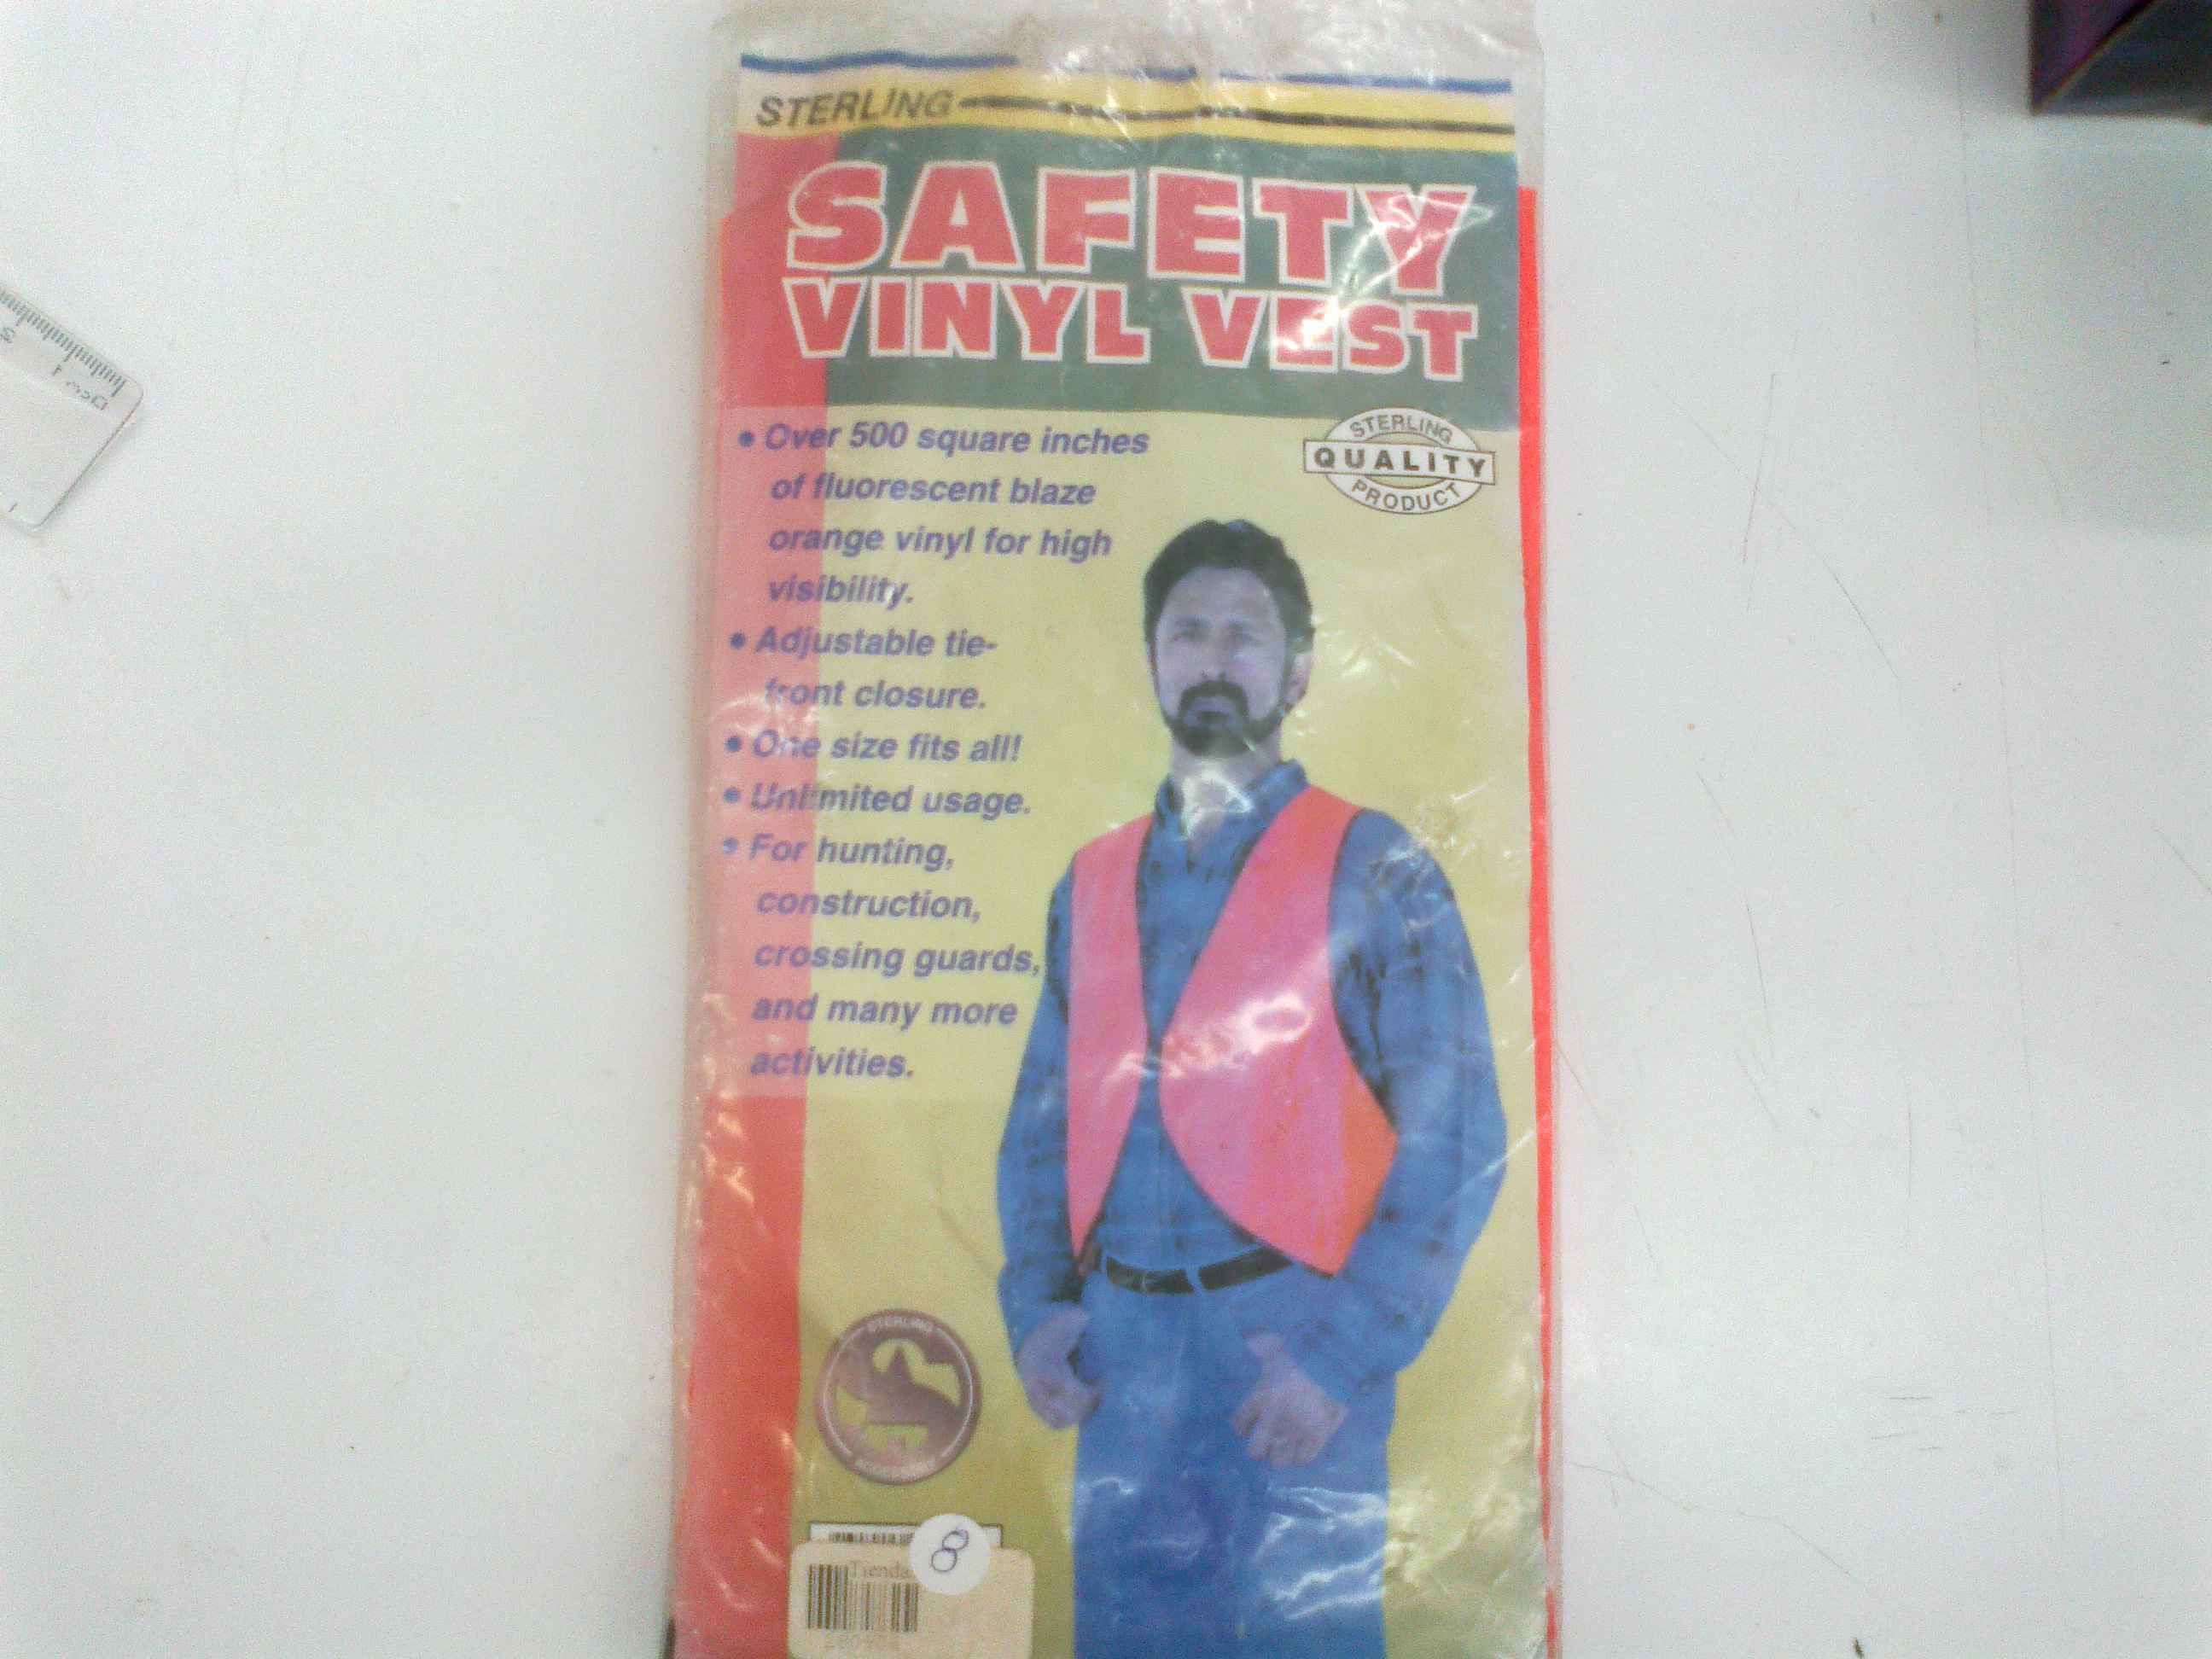 STERLING
SAFETY
VINYL VEST
STERLING
QUALITY
PRODUCT
• Over 500 square inches
of fluorescent blaze
orange vinyl for high
visibility.
• Adjustable tie-
front closure.
• One size fits all!
• Unlimited usage.
• For hunting,
construction,
crossing guards,
and many more
activities.
STERLING
8
Tienda
1
3